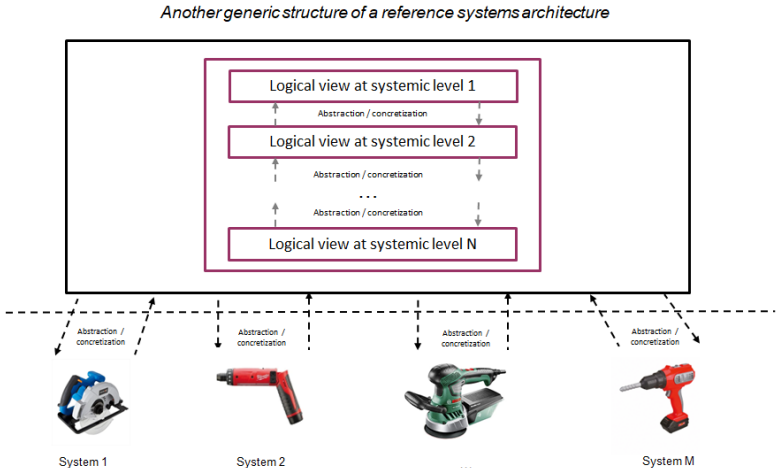 Another generic structure of a reference systems architecture
Logical view at systemic level 1
Abstraction / concretization
Logical view at systemic level 2
Abstraction / concretization
...
Abstraction / concretization
Logical view at systemic level N
Abstraction /
concretization
Abstraction /
concretization
Abstraction /
concretization
Abstraction /
concretization
System 1
System 2
...
System M